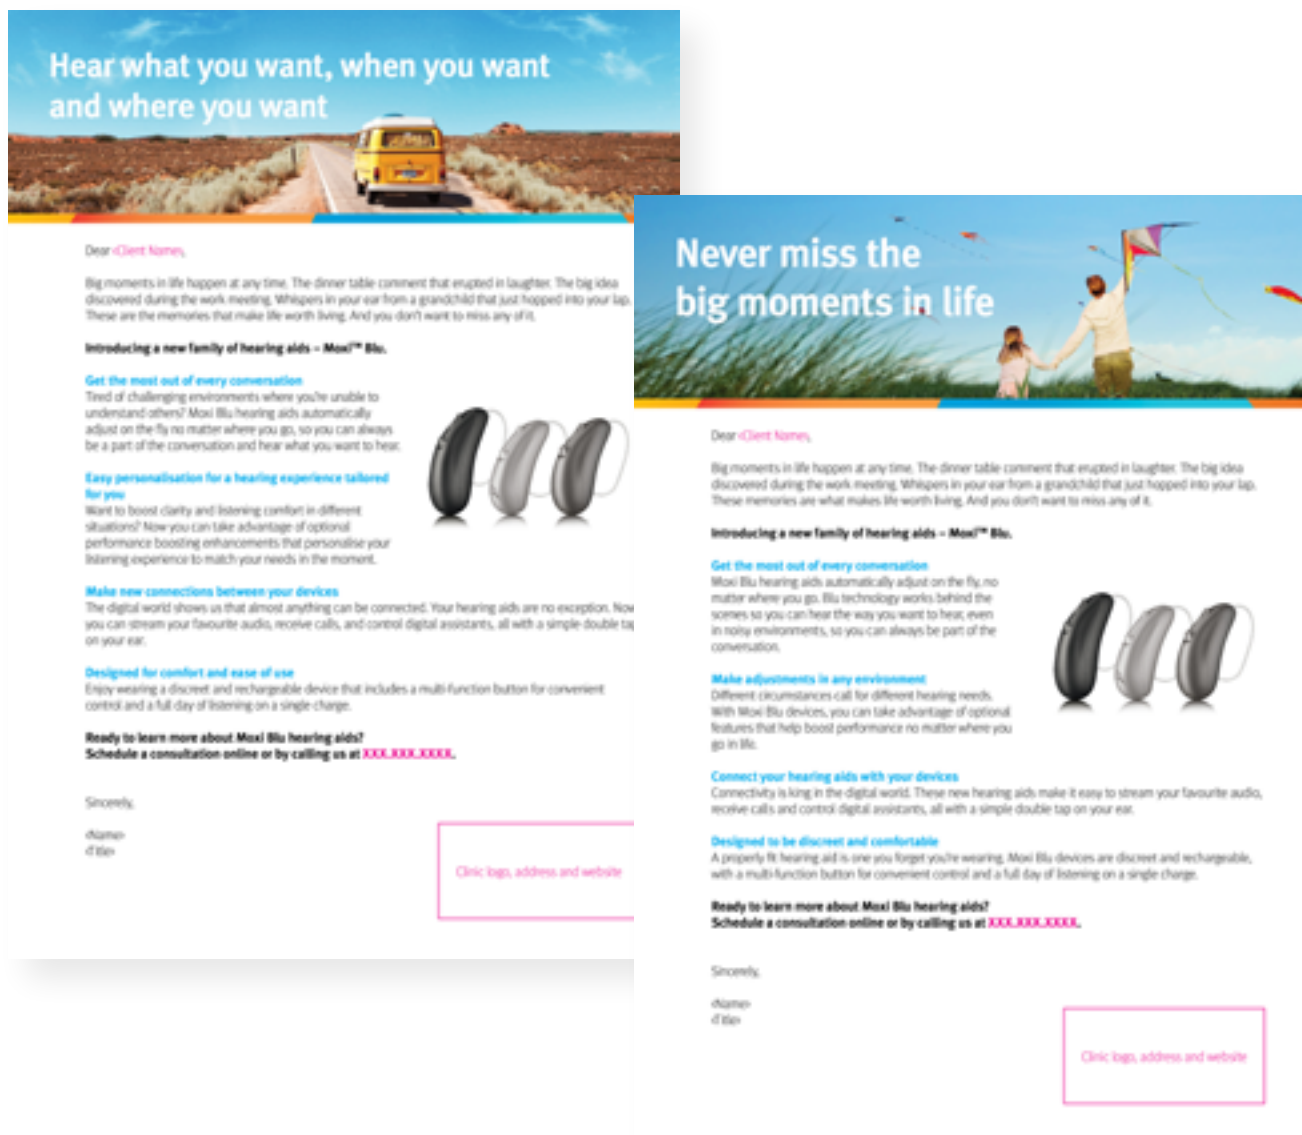 Hear what you want, when you want
and where you want
Dear <Client Name>,
Big moments in life happen at any time. The dinner table comment that erupted in laughter. The big idea
discovered during the work meeting. Whispers in your ear from a grandchild that just hopped into your lap.
These are the memories that make life worth living. And you don't want to miss any of it.
Introducing a new family of hearing aids – Moxi™ Blu.
Get the most out of every conversation
Tired of challenging environments where you're unable to
understand others? Moxi Blu hearing aids automatically
adjust on the fly no matter where you go, so you can always
be a part of the conversation and hear what you want to hear.
Easy personalisation for a hearing experience tailored
for you
Want to boost clarity and listening comfort in different
situations? Now you can take advantage of optional
performance boosting enhancements that personalise your
listening experience to match your needs in the moment.
Make new connections between your devices
The digital world shows us that almost anything can be connected. Your hearing aids are no exception. Now
you can stream your favourite audio, receive calls, and control digital assistants, all with a simple double tap
on your ear.
Designed for comfort and ease of use
Enjoy wearing a discreet and rechargeable device that includes a multi-function button for convenient
control and a full day of listening on a single charge.
Ready to learn more about Moxi Blu hearing aids?
Schedule a consultation online or by calling us at XXX.XXX.XXXX.
Sincerely,
<Name>
<Title>
Clinic logo, address and website
Never miss the
big moments in life
Dear <Client Name>,
Big moments in life happen at any time. The dinner table comment that erupted in laughter. The big idea
discovered during the work meeting. Whispers in your ear from a grandchild that just hopped into your lap.
These memories are what makes life worth living. And you don't want to miss any of it.
Introducing a new family of hearing aids – Moxi™ Blu.
Get the most out of every conversation
Moxi Blu hearing aids automatically adjust on the fly, no
matter where you go. Blu technology works behind the
scenes so you can hear the way you want to hear, even
in noisy environments, so you can always be part of the
conversation.
Make adjustments in any environment
Different circumstances call for different hearing needs.
With Moxi Blu devices, you can take advantage of optional
features that help boost performance no matter where you
go in life.
Connect your hearing aids with your devices
Connectivity is king in the digital world. These new hearing aids make it easy to stream your favourite audio,
receive calls and control digital assistants, all with a simple double tap on your ear.
Designed to be discreet and comfortable
A properly fit hearing aid is one you forget you're wearing. Moxi Blu devices are discreet and rechargeable,
with a multi-function button for convenient control and a full day of listening on a single charge.
Ready to learn more about Moxi Blu hearing aids?
Schedule a consultation online or by calling us at XXX.XXX.XXXX.
Sincerely,
<Name>
<Title>
Clinic logo, address and website